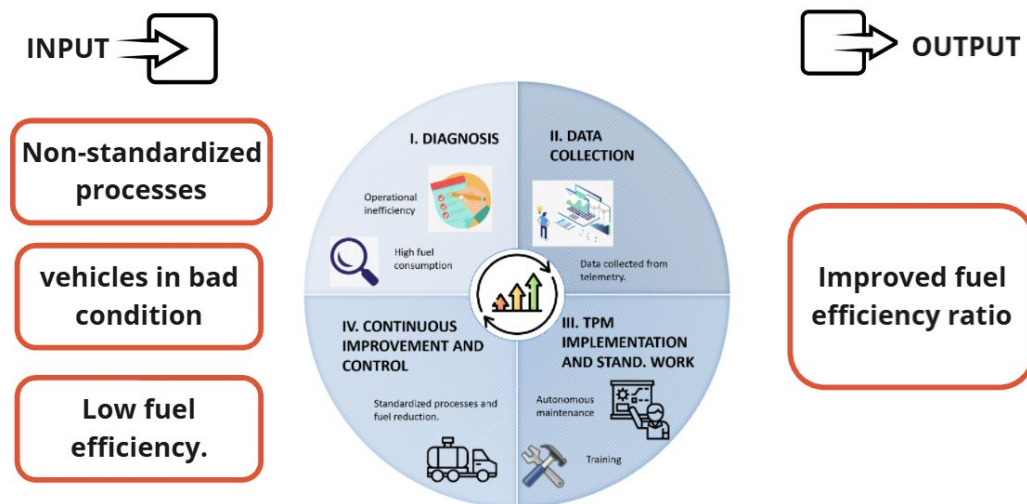 INPUT
OUTPUT
Non-standardized
processes
vehicles in bad
condition
Low fuel
efficiency.
I. DIAGNOSIS
Operational
inefficiency
High fuel
consumption
II. DATA
COLLECTION
Data collected from
telemetry.
III. TPM
IMPLEMENTATION
AND STAND. WORK
Autonomous
maintenance
Training
IV. CONTINUOUS
IMPROVEMENT AND
CONTROL
Standardized processes and
fuel reduction.
Improved fuel
efficiency ratio